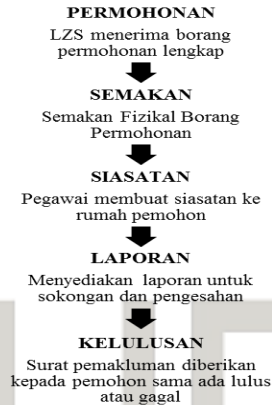 PERMOHONAN
LZS menerima borang
permohonan lengkap
SEMAKAN
Semakan Fizikal Borang
Permohonan
SIASATAN
Pegawai membuat siasatan ke
rumah pemohon
LAPORAN
Menyediakan laporan untuk
sokongan dan pengesahan
KELULUSAN
Surat pemakluman diberikan
kepada pemohon sama ada lulus
atau gagal